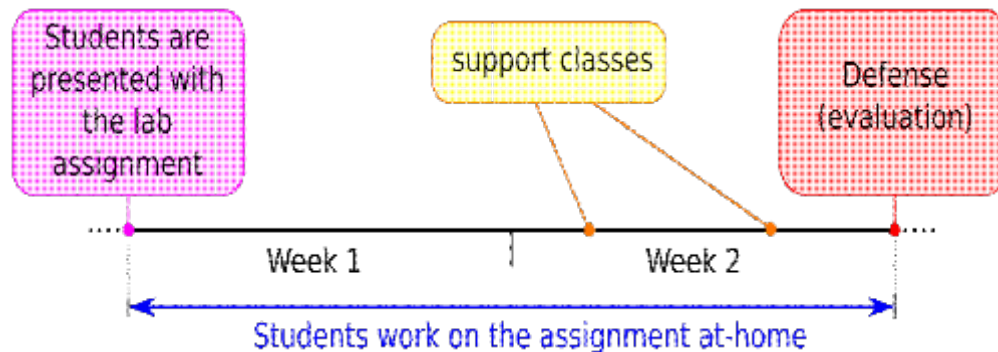 Students are
presented with
the lab
assignment
support classes
Defense
(evaluation)
Week 1
Week 2
Students work on the assignment at-home